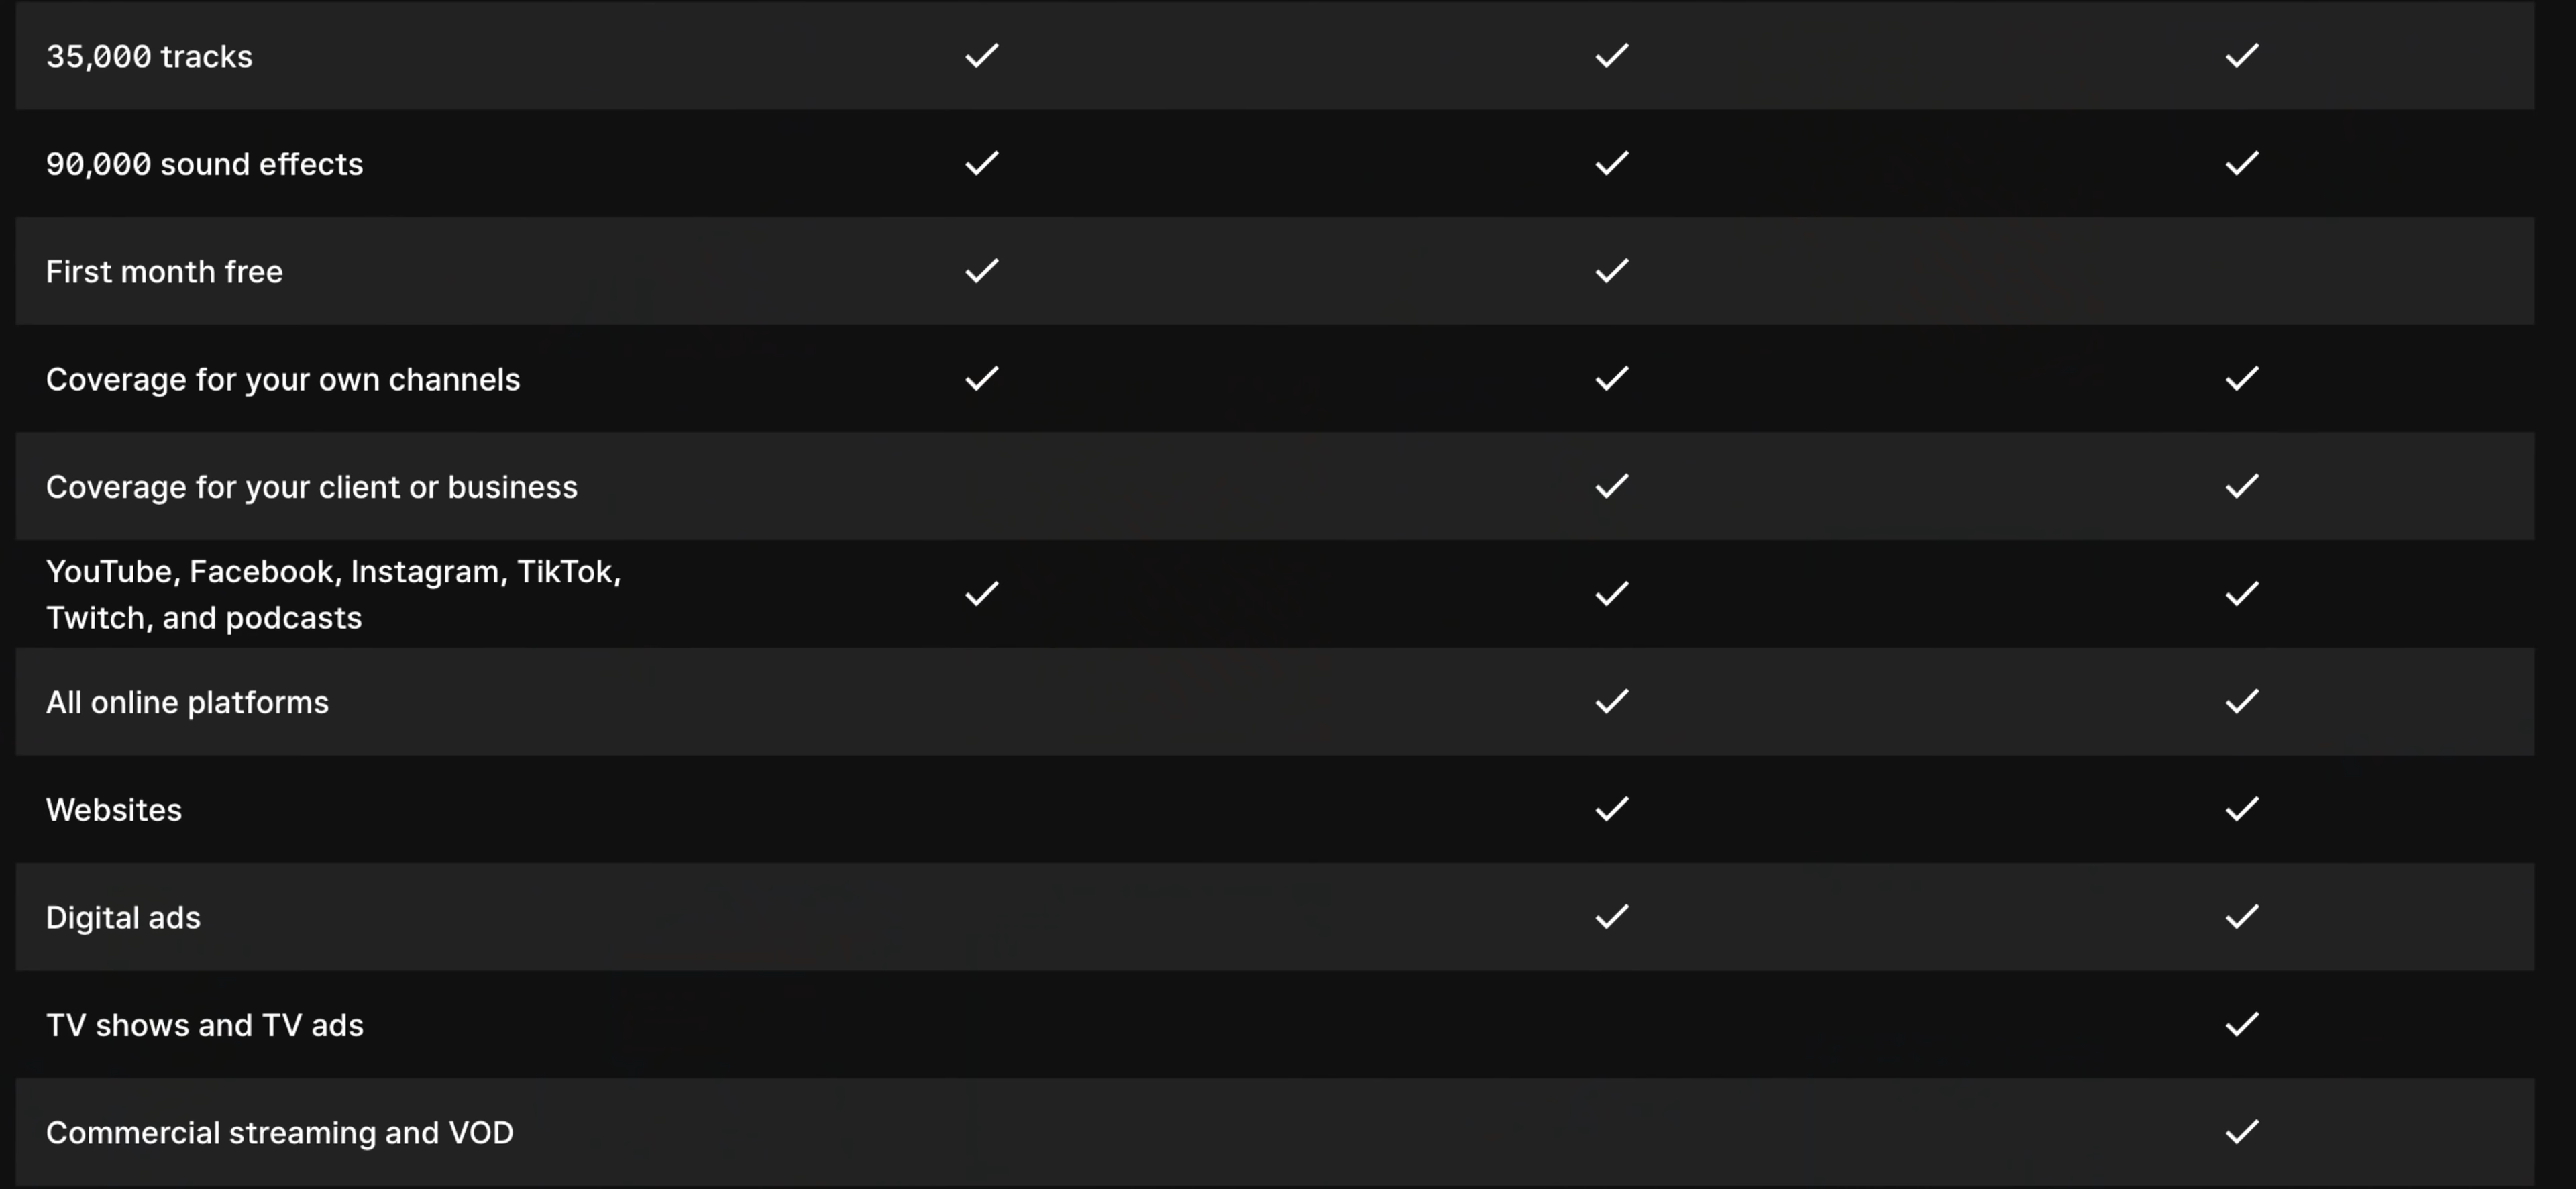 35,000 tracks
90,000 sound effects
First month free
Coverage for your own channels
Coverage for your client or business
YouTube, Facebook, Instagram, TikTok,
Twitch, and podcasts
All online platforms
Websites
Digital ads
TV shows and TV ads
Commercial streaming and VOD